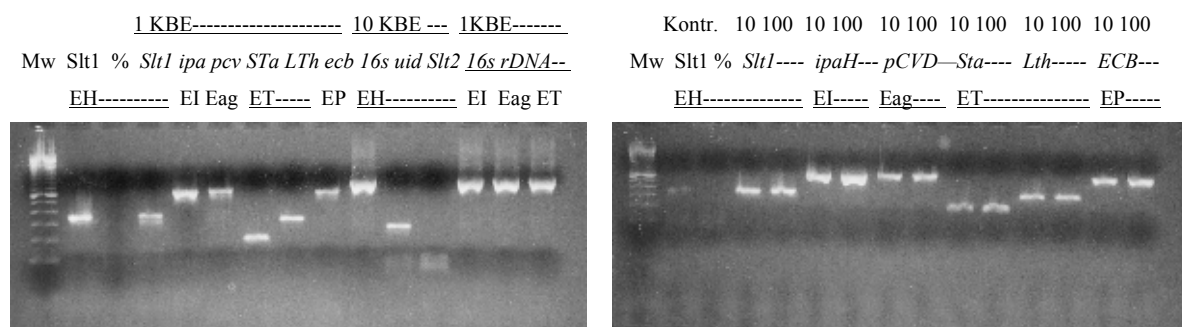 1 KBE-------------------- 10 KBE --- 1KBE-------
Mw Slt1 % Slt1 ipa pcv STa LTh ecb 16s uid Slt2 16s rDNA--
EH---------- EI Eag ET----- EP EH---------- EI Eag ET
Kontr. 10 100 10 100 10 100 10 100 10 100 10 100
Mw Slt1 % Slt1---- ipaH--- pCVD—Sta---- Lth----- ECB---
EH------------- EI----- Eag---- ET-------------- EP-----